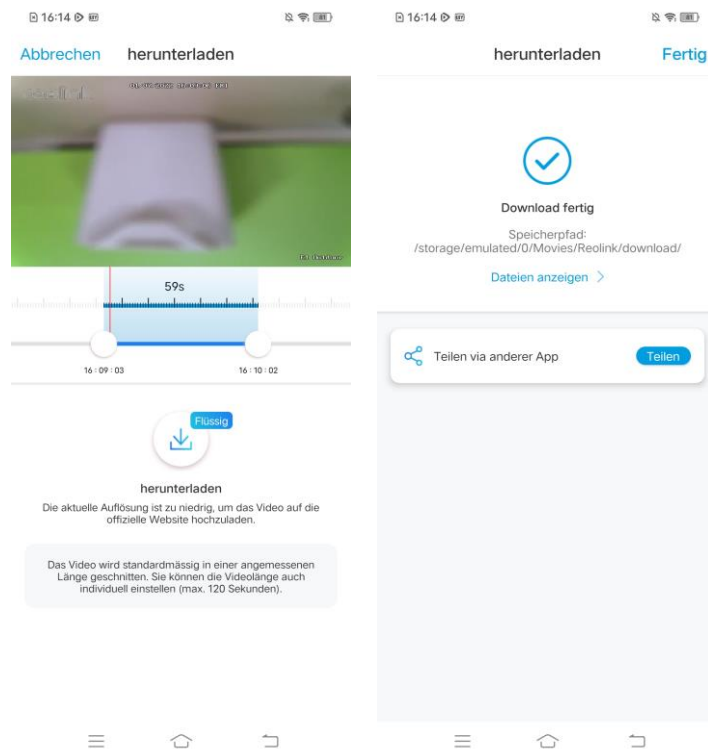 16:14
Abbrechen herunterladen
59s
16:09:03 16:10:02
Flüssig
herunterladen
Die aktuelle Auflösung ist zu niedrig, um das Video auf die
offizielle Website hochzuladen.
Das Video wird standardmässig in einer angemessenen
Länge geschnitten. Sie können die Videolänge auch
individuell einstellen (max. 120 Sekunden).
16:14
herunterladen Fertig
Download fertig
Speicherpfad:
/storage/emulated/0/Movies/Reolink/download/
Dateien anzeigen
Teilen via anderer App Teilen